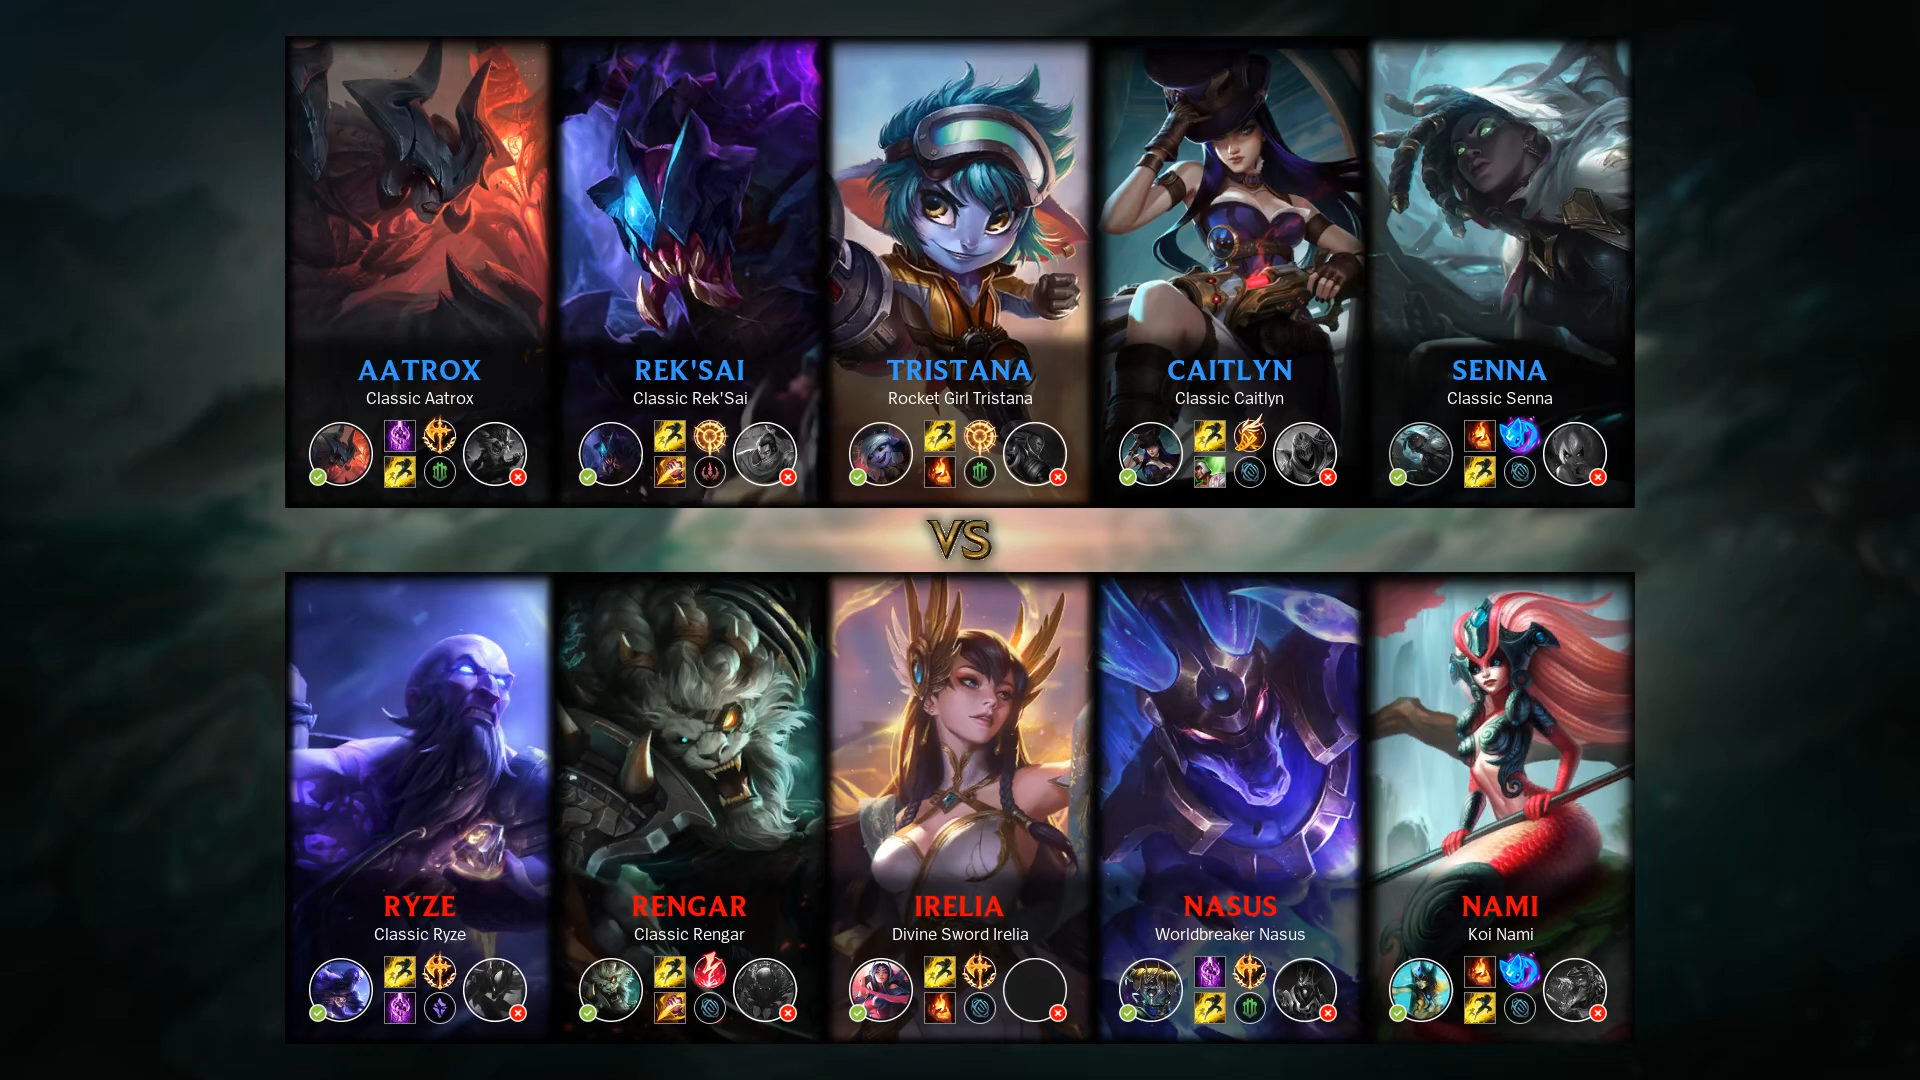 AATROX
Classic Aatrox
REK'SAI
Classic Rek'Sai
TRISTANA
Rocket Girl Tristana
CAITLYN
Classic Caitlyn
SENNA
Classic Senna
VS
RYZE
Classic Ryze
RENGAR
Classic Rengar
IRELIA
Divine Sword Irelia
NASUS
Worldbreaker Nasus
NAMI
Koi Nami